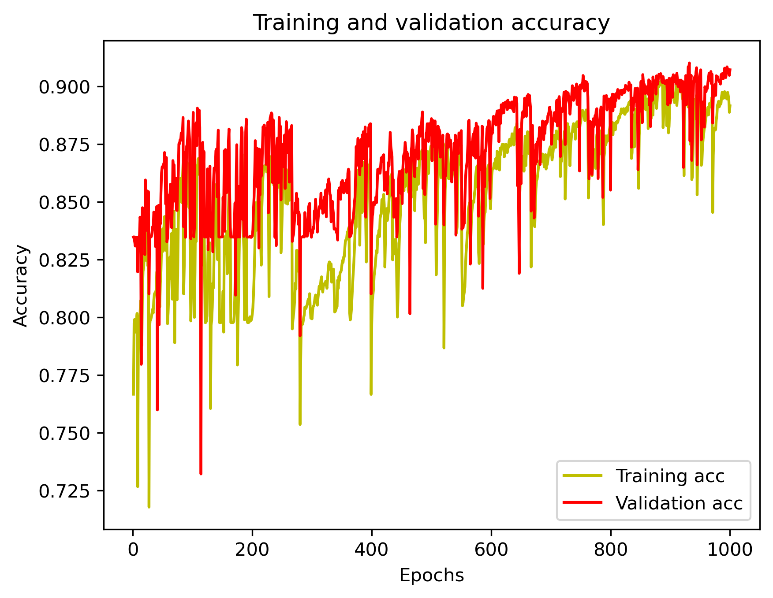 Training and validation accuracy
0.900
0.875
0.850
0.825
0.800
0.775
0.750
0.725
Accuracy
Training acc
Validation acc
0 200 400 600 800 1000
Epochs